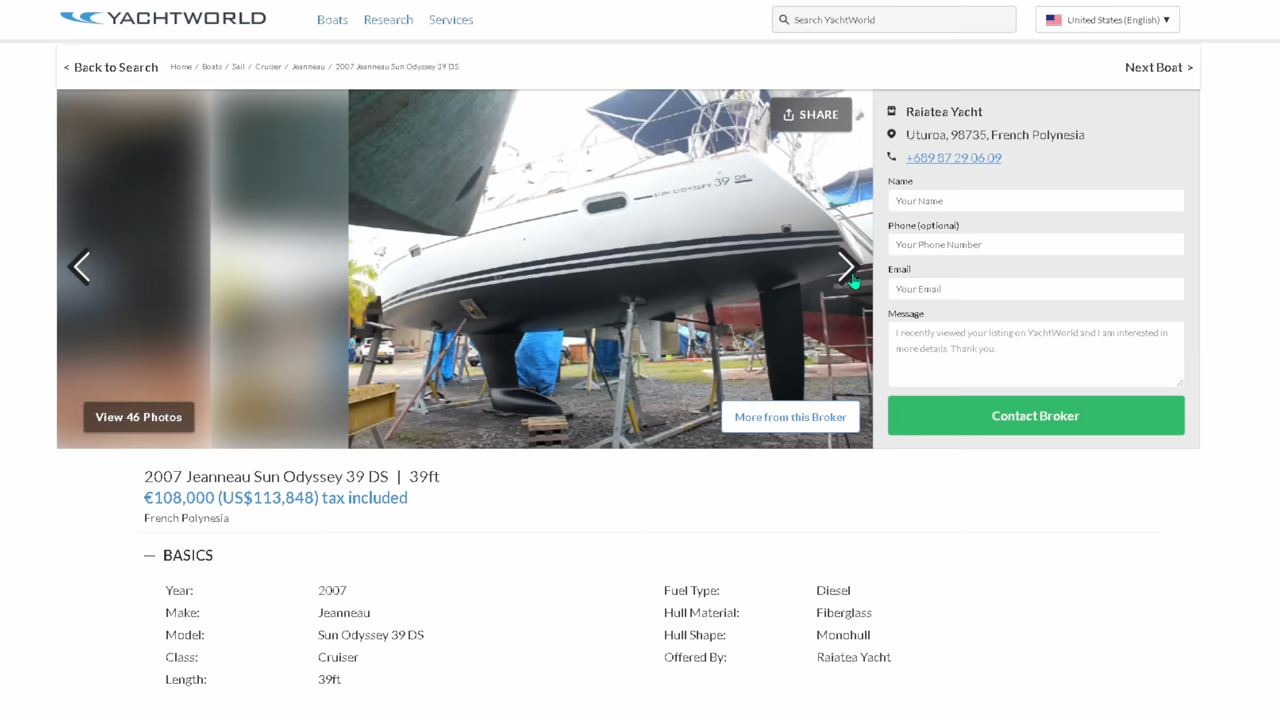 YACHTWORLD
Boats Research Services
Search YachtWorld
United States (English) ▼
< Back to Search
Home / Boats / Sail / Cruiser / Jeanneau / 2007 Jeanneau Sun Odyssey 39 DS
Next Boat >
SHARE
SUN ODYSSEY 39 DS
View 46 Photos
More from this Broker
Raiatea Yacht
Uturoa, 98735, French Polynesia
+689 87 29 06 09
Name
Your Name
Phone (optional)
Your Phone Number
Email
Your Email
Message
I recently viewed your listing on YachtWorld and I am interested in
more details. Thank you.
Contact Broker
2007 Jeanneau Sun Odyssey 39 DS | 39ft
€108,000 (US$113,848) tax included
French Polynesia
— BASICS
Year: 2007
Make: Jeanneau
Model: Sun Odyssey 39 DS
Class: Cruiser
Length: 39ft
Fuel Type: Diesel
Hull Material: Fiberglass
Hull Shape: Monohull
Offered By: Raiatea Yacht